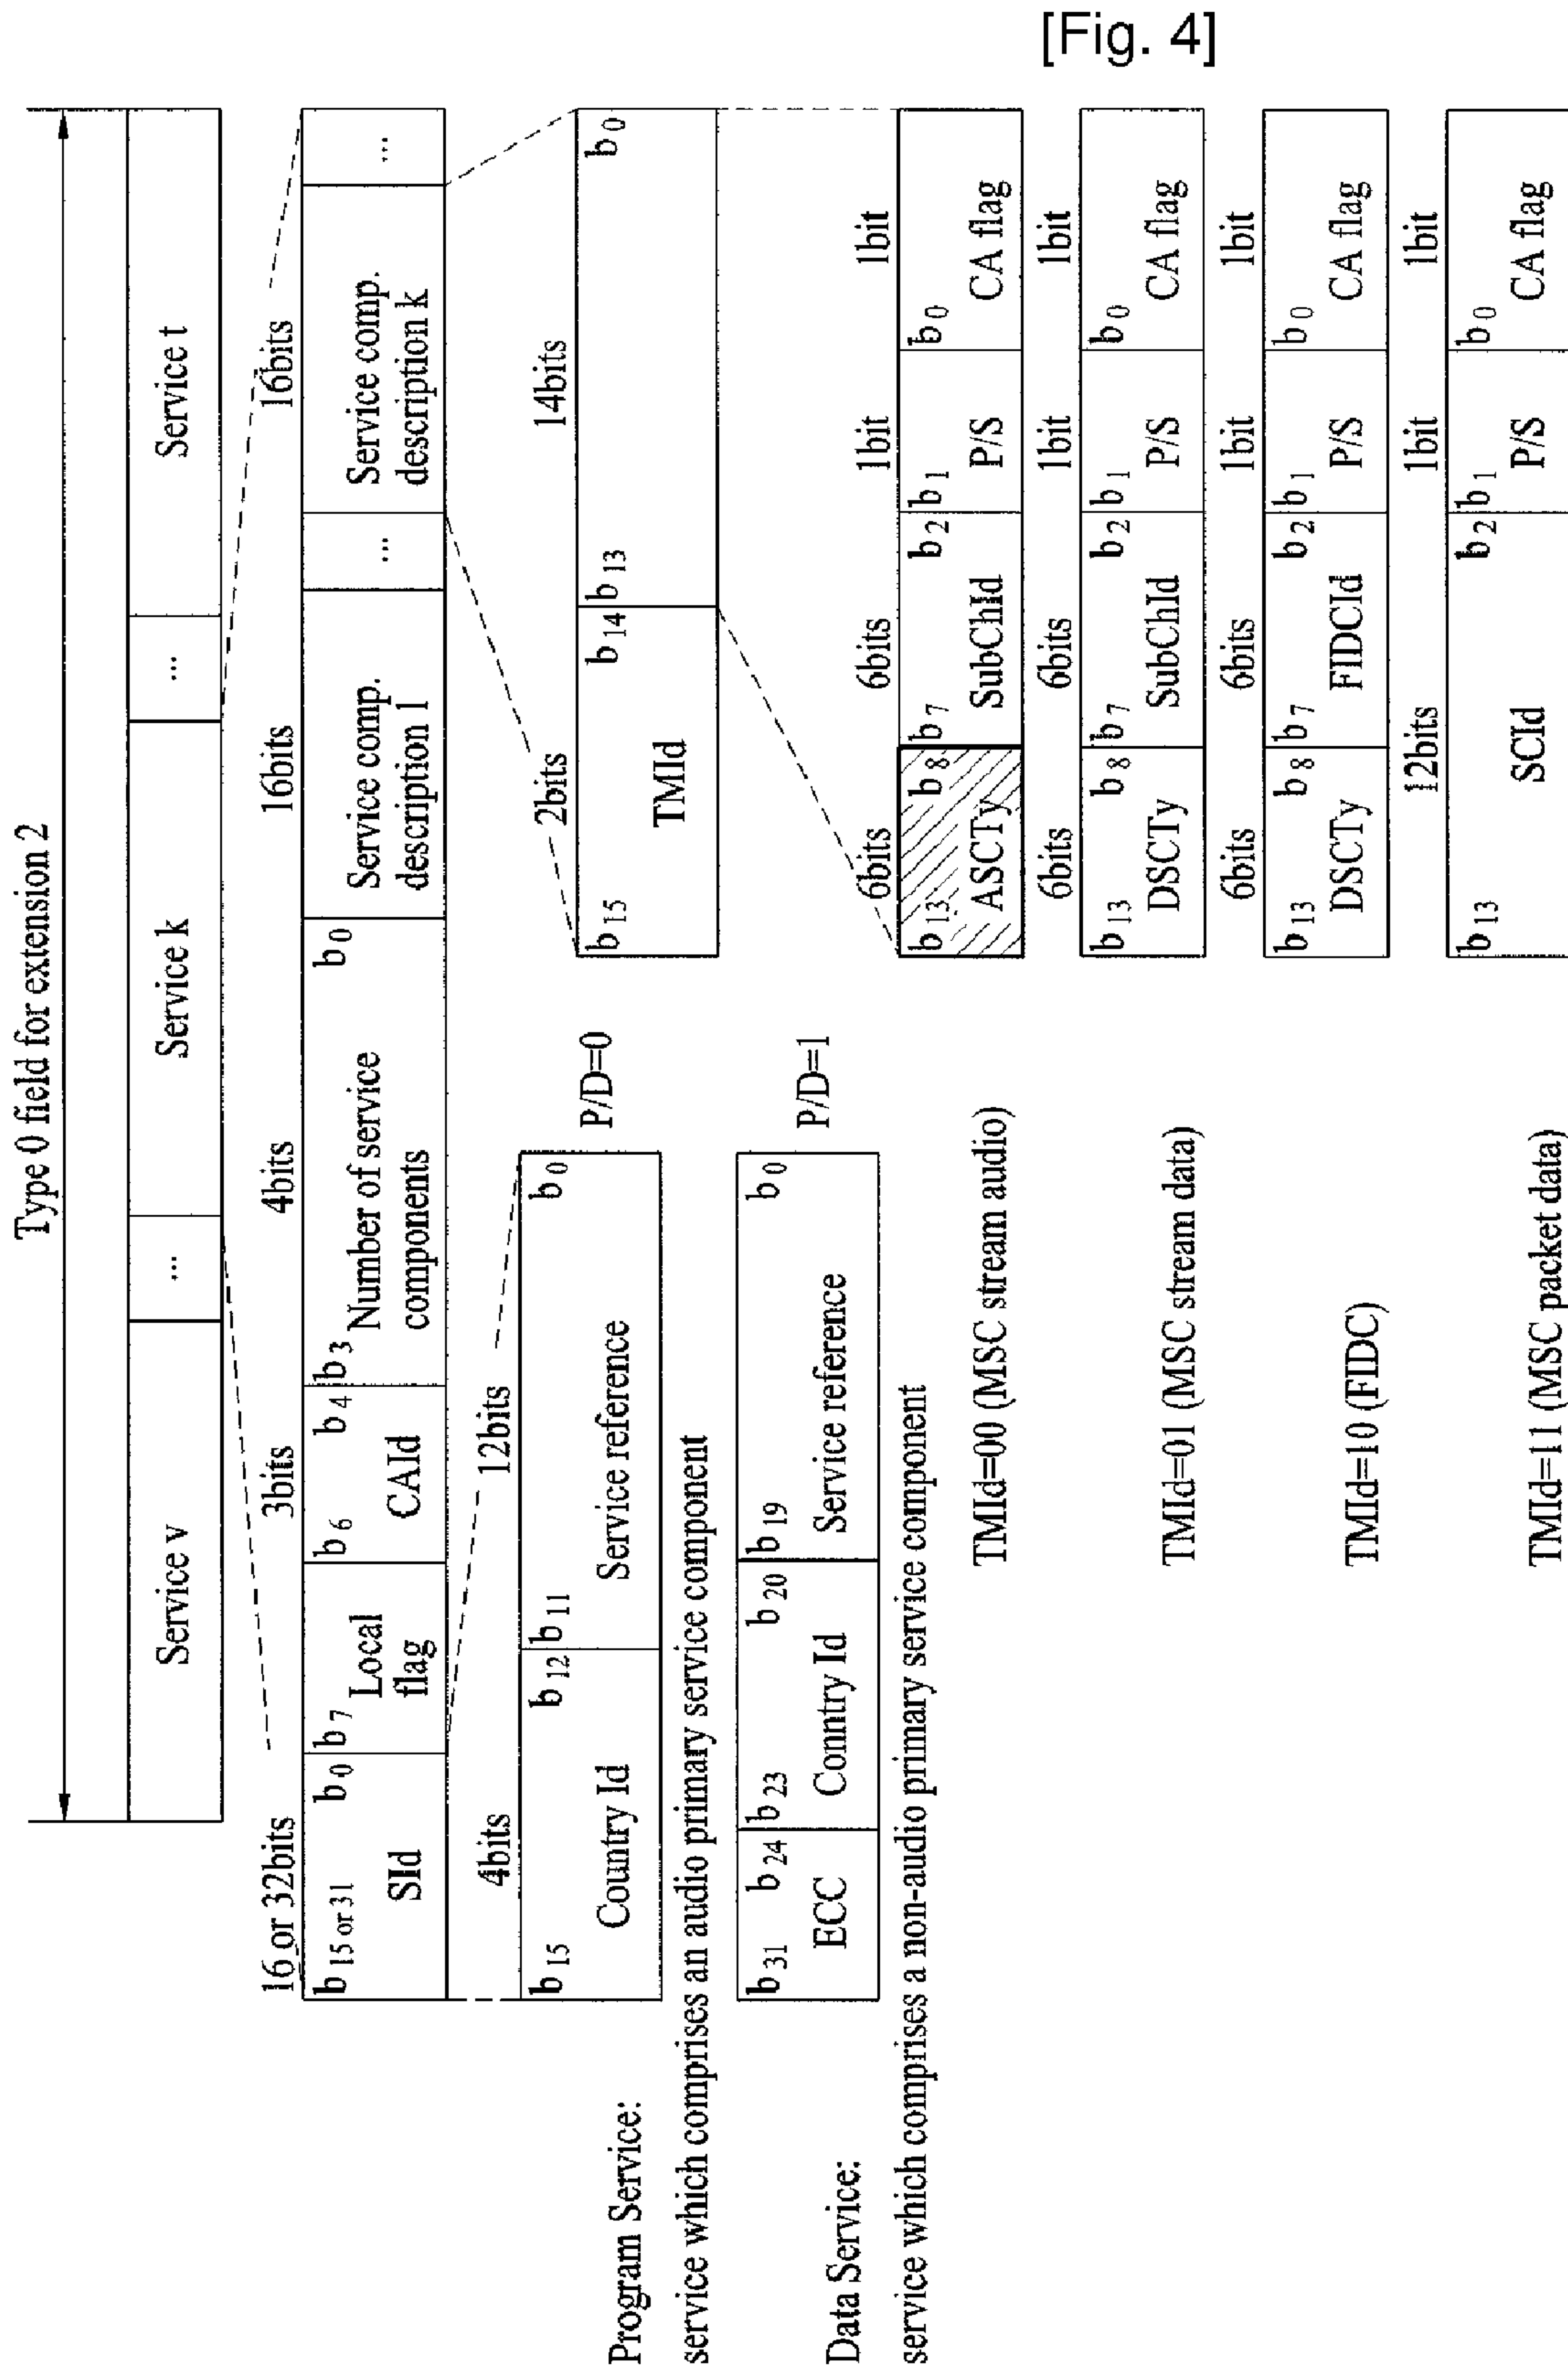 [Fig. 4]
Type 0 field for extension 2
Service v
...
Service k
...
Service t
16 or 32bits
3bits
4bits
16bits
16bits
b15 or 31 b0
SId
b7 Local
flag
b6 b4
CAId
b3 b0
Number of service
components
Service comp.
description 1
...
Service comp.
description k
...
4bits
12bits
2bits
14bits
b15 b12
Country Id
b11 b0
Service reference
P/D=0
b15 b14
TMId
b13 b0
Program Service:
service which comprises an audio primary service component
b31 b24
ECC
b23 b20
Country Id
b19 b0
Service reference
P/D=1
Data Service:
service which comprises a non-audio primary service component
6bits
6bits
1bit
1bit
TMId=00 (MSC stream audio)
b13 b8
ASCTy
b7 b2
SubChId
b1
P/S
b0
CA flag
6bits
6bits
1bit
1bit
TMId=01 (MSC stream data)
b13 b8
DSCTy
b7 b2
SubChId
b1
P/S
b0
CA flag
6bits
6bits
1bit
1bit
TMId=10 (FIDC)
b13 b8
DSCTy
b7 b2
FIDCId
b1
P/S
b0
CA flag
12bits
1bit
1bit
TMId=11 (MSC packet data)
b13 b2
SCId
b1
P/S
b0
CA flag